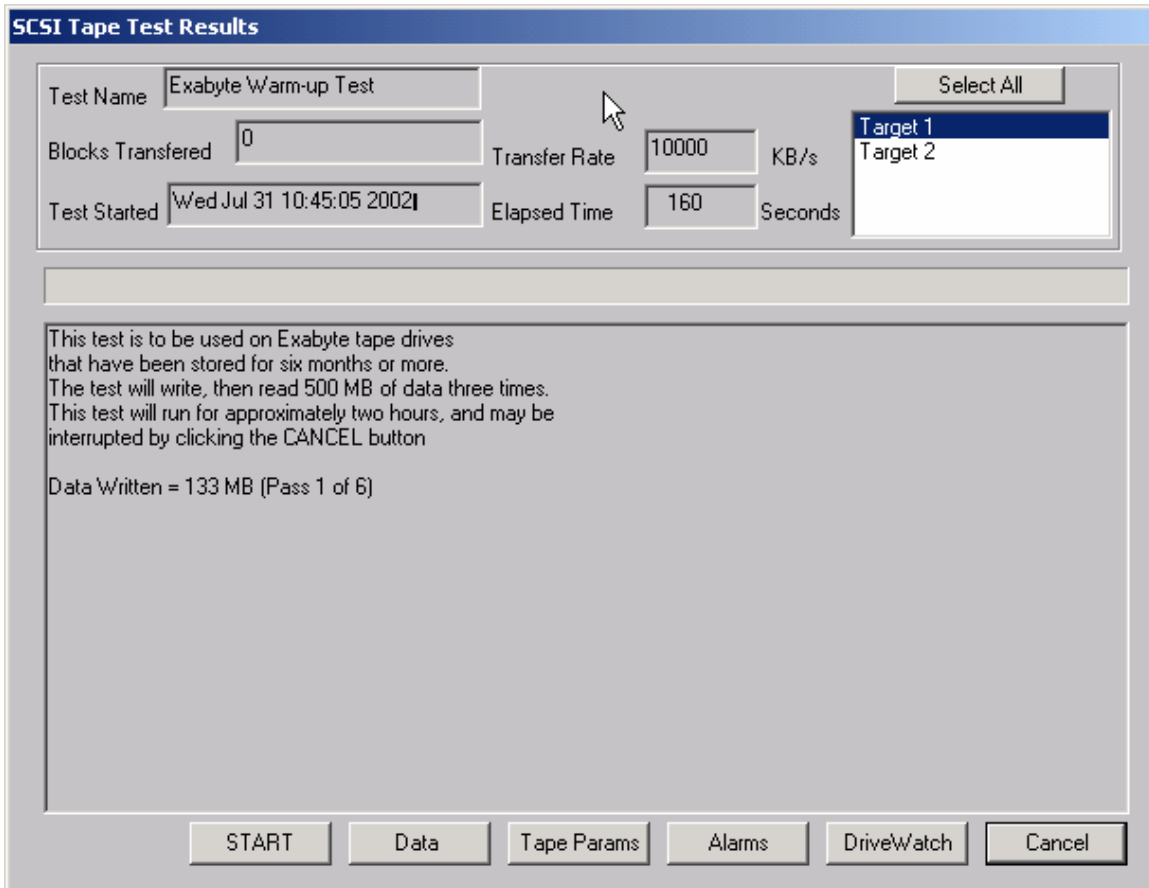 SCSI Tape Test Results
Test Name Exabyte Warm-up Test
Select All
Blocks Transfered 0
Transfer Rate 10000 KB/s
Target 1
Target 2
Test Started Wed Jul 31 10:45:05 2002
Elapsed Time 160 Seconds
This test is to be used on Exabyte tape drives
that have been stored for six months or more.
The test will write, then read 500 MB of data three times.
This test will run for approximately two hours, and may be
interrupted by clicking the CANCEL button
Data Written = 133 MB (Pass 1 of 6)
START Data Tape Params Alarms DriveWatch Cancel